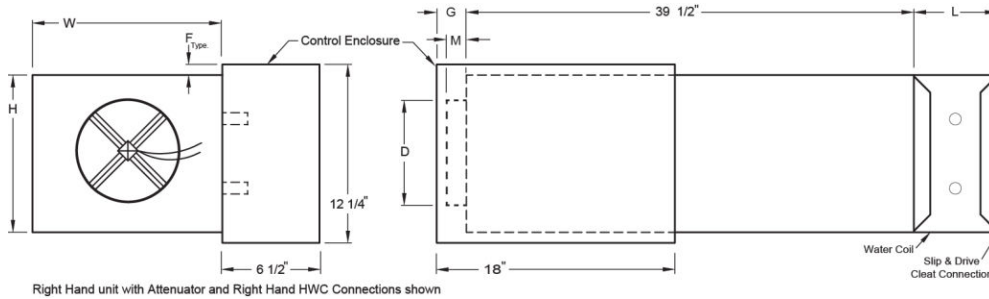 W
F Type.
Control Enclosure
G
39 1/2"
L
M
H
D
12 1/4"
6 1/2"
18"
Water Coil
Slip & Drive
Cleat Connection
Right Hand unit with Attenuator and Right Hand HWC Connections shown